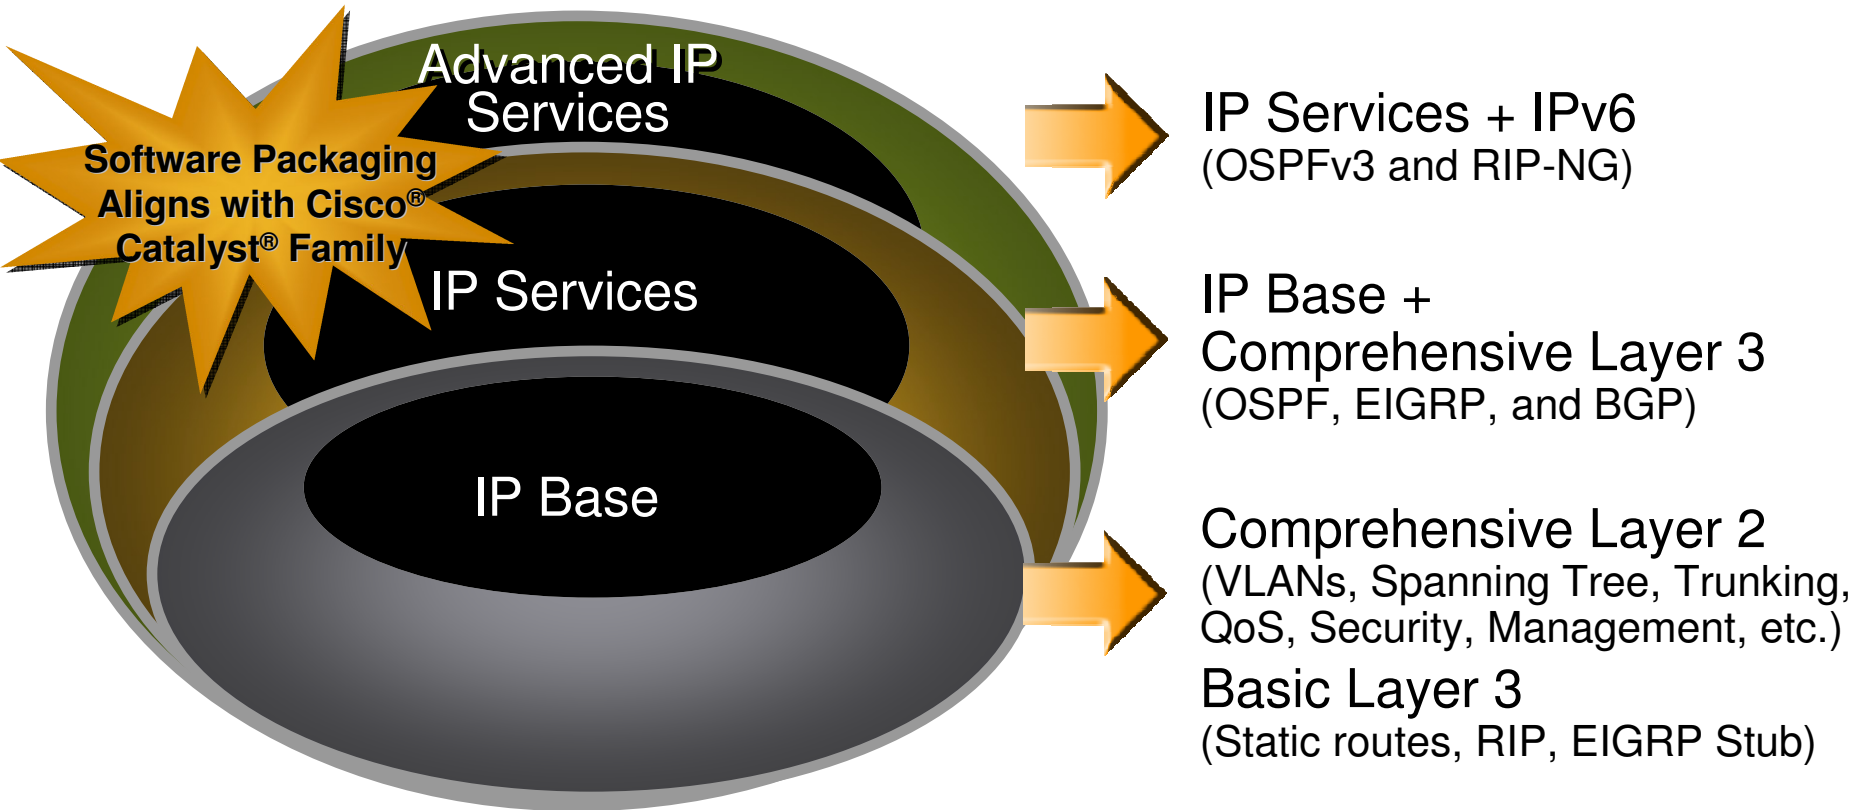 Software Packaging
Aligns with Cisco®
Catalyst® Family
Advanced IP
Services
IP Services + IPv6
(OSPFv3 and RIP-NG)
IP Services
IP Base +
Comprehensive Layer 3
(OSPF, EIGRP, and BGP)
IP Base
Comprehensive Layer 2
(VLANs, Spanning Tree, Trunking,
QoS, Security, Management, etc.)
Basic Layer 3
(Static routes, RIP, EIGRP Stub)